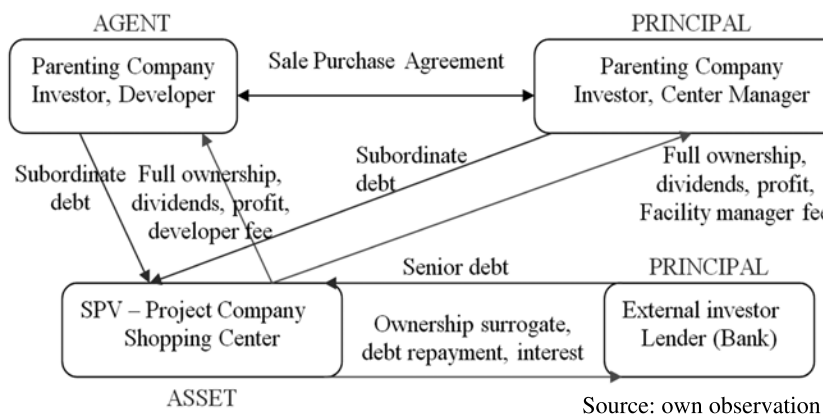 AGENT
PRINCIPAL
Parenting Company
Investor, Developer
Sale Purchase Agreement
Parenting Company
Investor, Center Manager
Subordinate
debt
Full ownership,
dividends, profit,
developer fee
Subordinate
debt
Full ownership,
dividends, profit,
Facility manager fee
Senior debt
PRINCIPAL
SPV – Project Company
Shopping Center
Ownership surrogate,
debt repayment, interest
External investor
Lender (Bank)
ASSET
Source: own observation